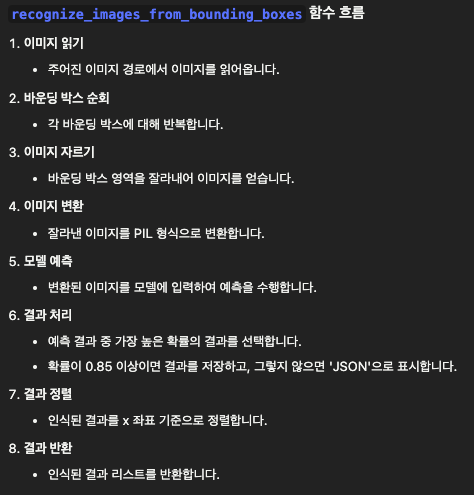 recognize_images_from_bounding_boxes 함수 흐름
1. 이미지 읽기
• 주어진 이미지 경로에서 이미지를 읽어옵니다.
2. 바운딩 박스 순회
• 각 바운딩 박스에 대해 반복합니다.
3. 이미지 자르기
• 바운딩 박스 영역을 잘라내어 이미지를 얻습니다.
4. 이미지 변환
• 잘라낸 이미지를 PIL 형식으로 변환합니다.
5. 모델 예측
• 변환된 이미지를 모델에 입력하여 예측을 수행합니다.
6. 결과 처리
• 예측 결과 중 가장 높은 확률의 결과를 선택합니다.
• 확률이 0.85 이상이면 결과를 저장하고, 그렇지 않으면 'JSON'으로 표시합니다.
7. 결과 정렬
• 인식된 결과를 x 좌표 기준으로 정렬합니다.
8. 결과 반환
• 인식된 결과 리스트를 반환합니다.